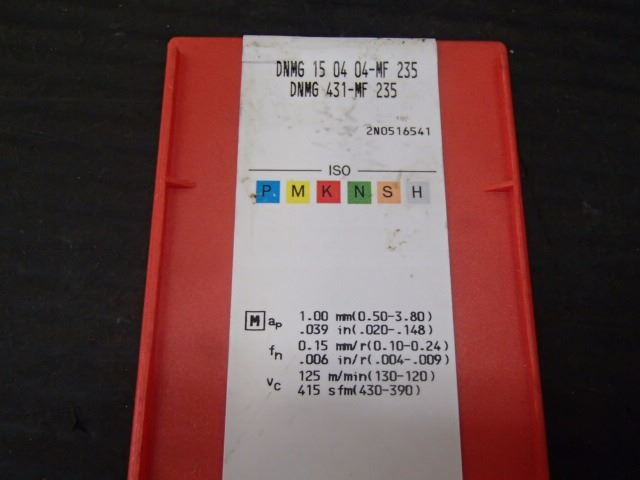 DNMG 15 04 04-MF 235
DNMG 431-MF 235
2N0516541
ISO
P M K N S H
M ap 1.00 mm(0.50-3.80)
.039 in(.020-.148)
fn 0.15 mm/r(0.10-0.24)
.006 in/r(.004-.009)
vc 125 m/min(130-120)
415 sfm(430-390)